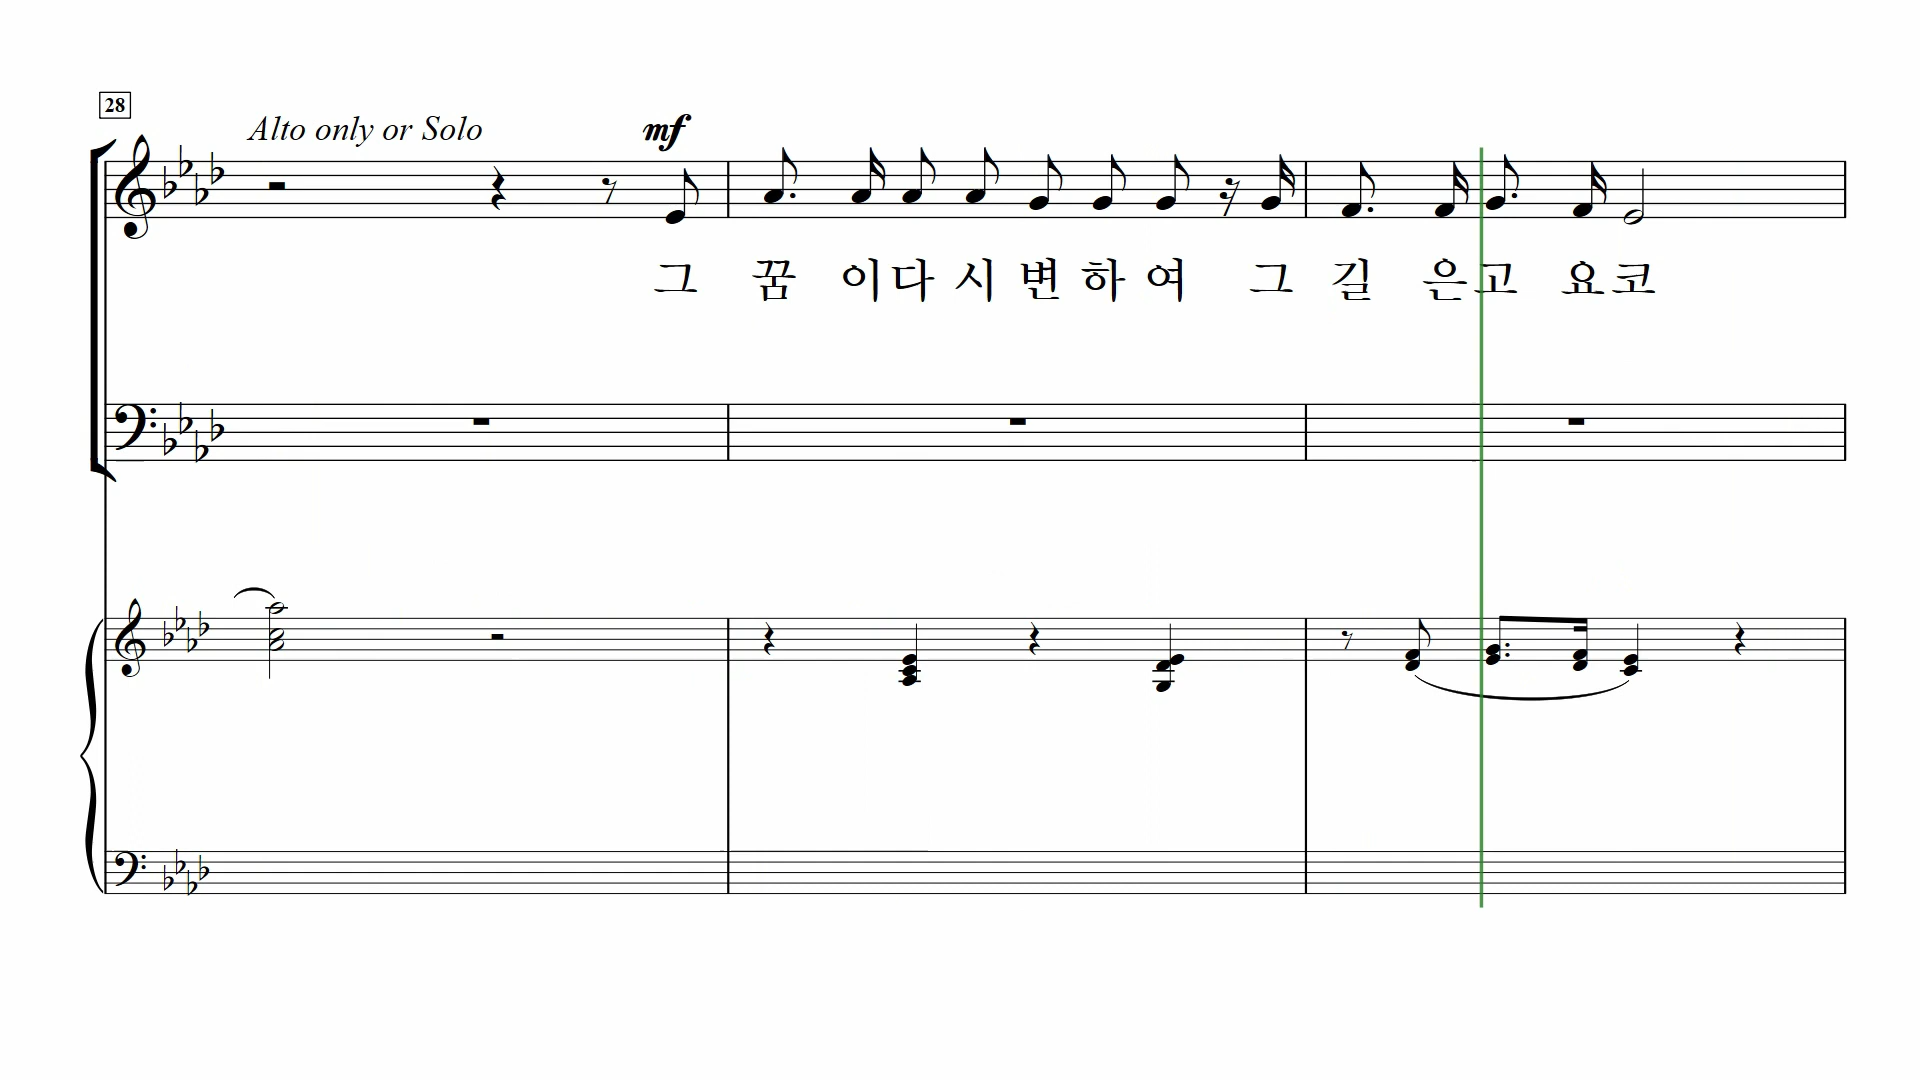 28
Alto only or Solo
mf
그 꿈 이다 시 변 하 여 그 길 은고 요코